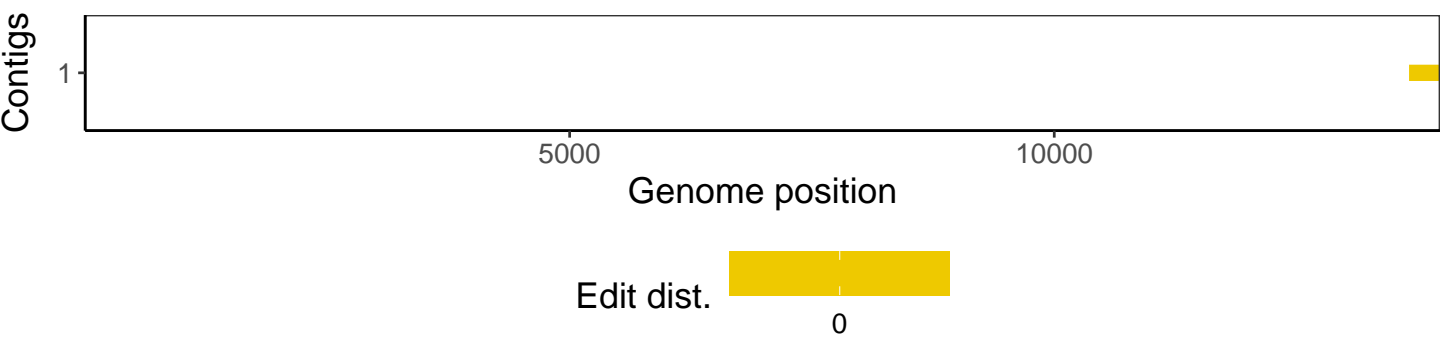 Contigs
1
5000 10000
Genome position
Edit dist.
0